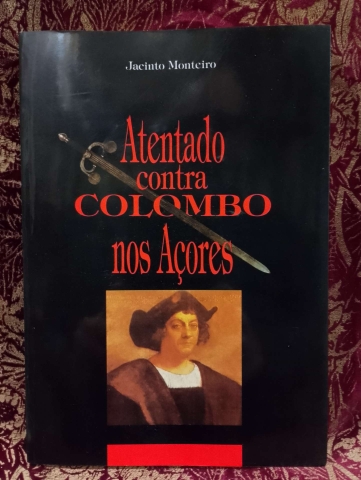 Jacinto Monteiro
Atentado
contra
COLOMBO
nos Açores